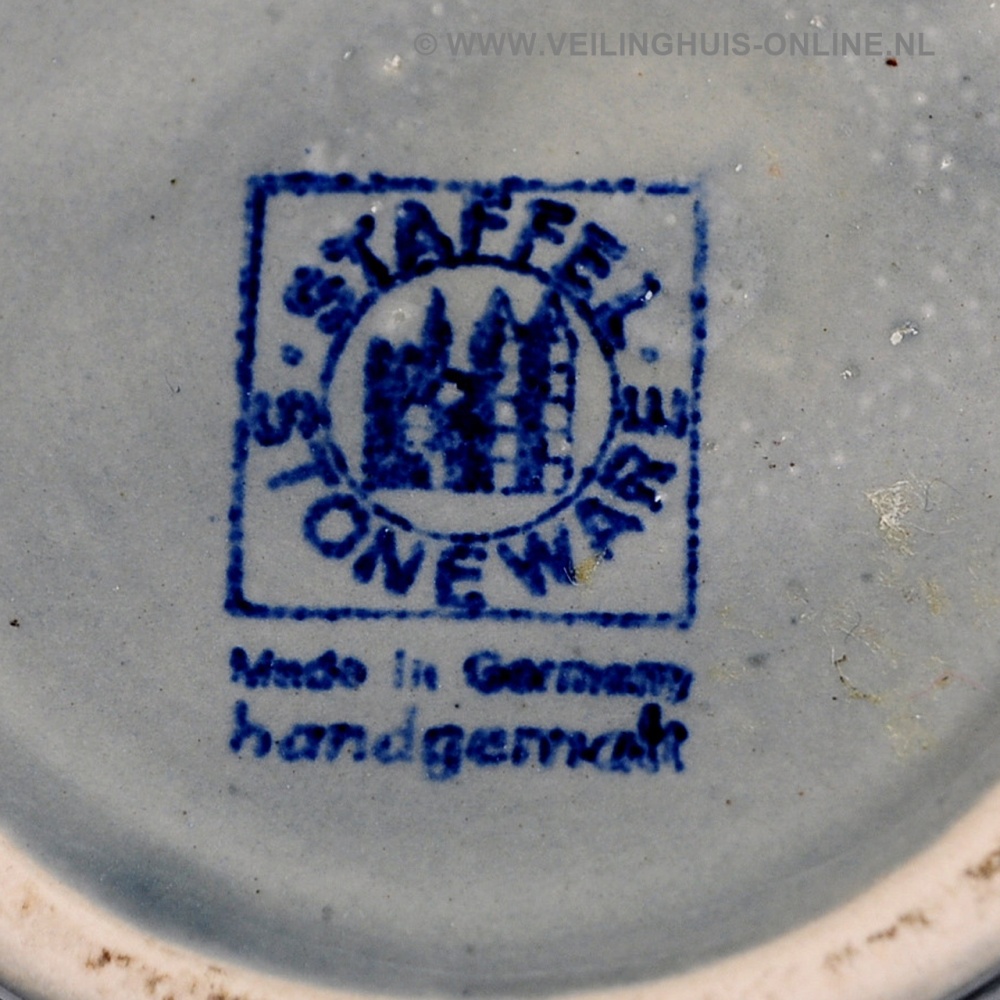 © WWW.VEILINGHUIS-ONLINE.NL
· STAFFEL ·
STONEWARE
Made in Germany
handgemalt